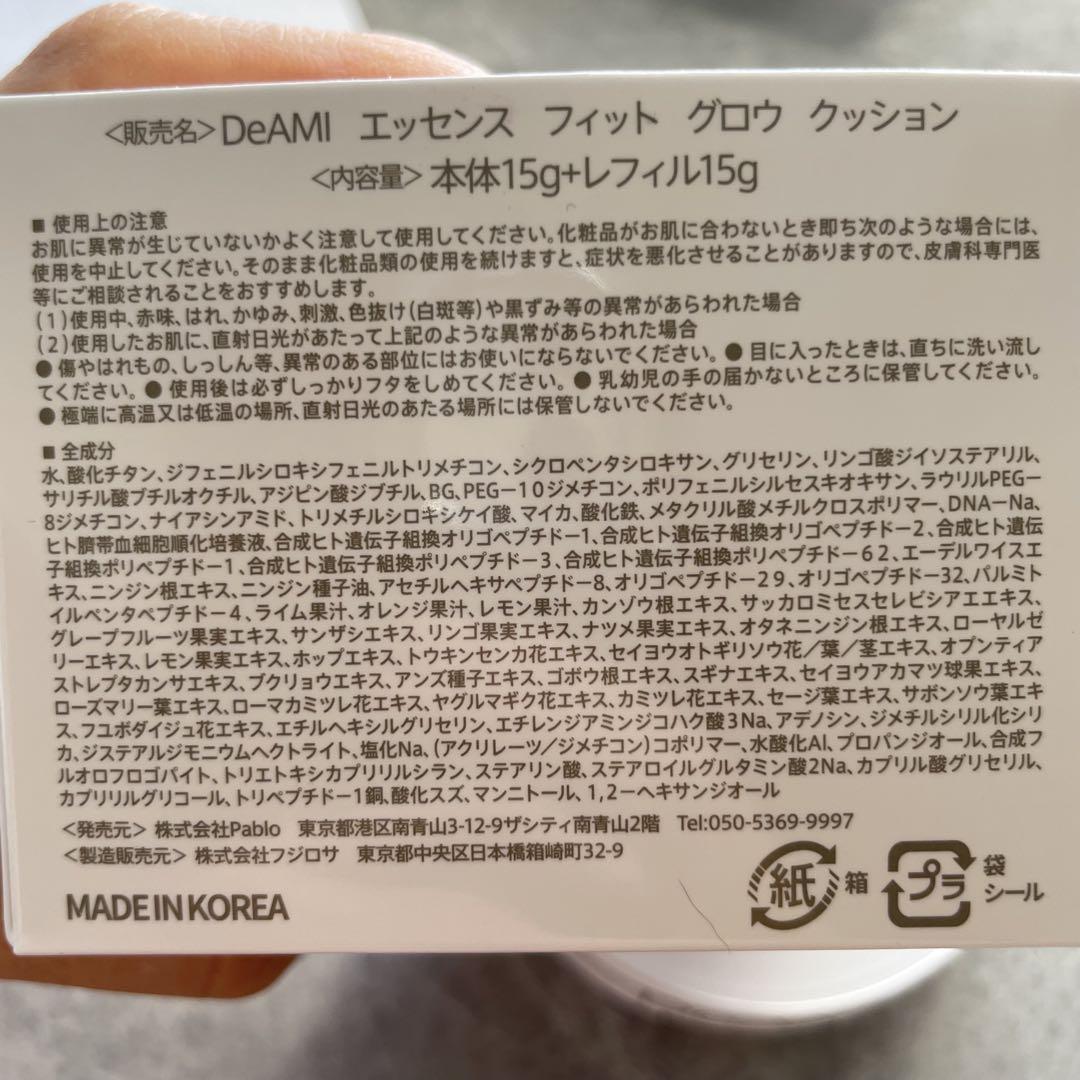 <販売名>DeAMI エッセンス フィット グロウ クッション
<内容量>本体15g+レフィル15g
■ 使用上の注意
お肌に異常が生じていないかよく注意して使用してください。化粧品がお肌に合わないとき即ち次のような場合には、
使用を中止してください。そのまま化粧品類の使用を続けますと、症状を悪化させることがありますので、皮膚科専門医
等にご相談されることをおすすめします。
(1)使用中、赤味、はれ、かゆみ、刺激、色抜け(白斑等)や黒ずみ等の異常があらわれた場合
(2)使用したお肌に、直射日光があたって上記のような異常があらわれた場合
● 傷やはれもの、しっしん等、異常のある部位にはお使いにならないでください。● 目に入ったときは、直ちに洗い流し
てください。● 使用後は必ずしっかりフタをしめてください。● 乳幼児の手の届かないところに保管してください。
● 極端に高温又は低温の場所、直射日光のあたる場所には保管しないでください。
■ 全成分
水、酸化チタン、ジフェニルシロキシフェニルトリメチコン、シクロペンタシロキサン、グリセリン、リンゴ酸ジイソステアリル、
サリチル酸ブチルオクチル、アジピン酸ジブチル、BG、PEG-10ジメチコン、ポリフェニルシルセスキオキサン、ラウリルPEG-
8ジメチコン、ナイアシンアミド、トリメチルシロキシケイ酸、マイカ、酸化鉄、メタクリル酸メチルクロスポリマー、DNA-Na、
ヒト臍帯血細胞順化培養液、合成ヒト遺伝子組換オリゴペプチド-1、合成ヒト遺伝子組換オリゴペプチド-2、合成ヒト遺伝
子組換ポリペプチド-1、合成ヒト遺伝子組換ポリペプチド-3、合成ヒト遺伝子組換ポリペプチド-62、エーデルワイスエ
キス、ニンジン根エキス、ニンジン種子油、アセチルヘキサペプチド-8、オリゴペプチド-29、オリゴペプチド-32、パルミト
イルペンタペプチド-4、ライム果汁、オレンジ果汁、レモン果汁、カンゾウ根エキス、サッカロミセスセレビシアエエキス、
グレープフルーツ果実エキス、サンザシエキス、リンゴ果実エキス、ナツメ果実エキス、オタネニンジン根エキス、ローヤルゼ
リーエキス、レモン果実エキス、ホップエキス、トウキンセンカ花エキス、セイヨウオトギリソウ花/葉/茎エキス、オプンティア
ストレプタカンサエキス、ブクリョウエキス、アンズ種子エキス、ゴボウ根エキス、スギナエキス、セイヨウアカマツ球果エキス、
ローズマリー葉エキス、ローマカミツレ花エキス、ヤグルマギク花エキス、カミツレ花エキス、セージ葉エキス、サボンソウ葉エキ
ス、フユボダイジュ花エキス、エチルヘキシルグリセリン、エチレンジアミンジコハク酸3Na、アデノシン、ジメチルシリル化シリ
カ、ジステアルジモニウムヘクトライト、塩化Na、(アクリレーツ/ジメチコン)コポリマー、水酸化Al、プロパンジオール、合成フ
ルオロフロゴパイト、トリエトキシカプリリルシラン、ステアリン酸、ステアロイルグルタミン酸2Na、カプリル酸グリセリル、
カプリリルグリコール、トリペプチド-1銅、酸化スズ、マンニトール、1,2-ヘキサンジオール
<発売元> 株式会社Pablo 東京都港区南青山3-12-9ザシティ南青山2階 Tel:050-5369-9997
<製造販売元> 株式会社フジロサ 東京都中央区日本橋箱崎町32-9
MADE IN KOREA
紙 箱
プラ 袋
シール